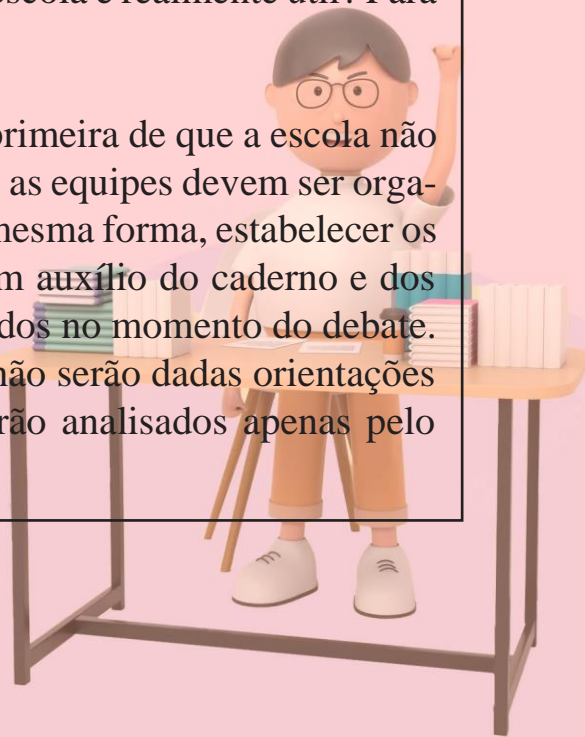 escola é realmente útil? Para
primeira de que a escola não
as equipes devem ser orga-
mesma forma, estabelecer os
m auxílio do caderno e dos
dos no momento do debate.
não serão dadas orientações
rão analisados apenas pelo